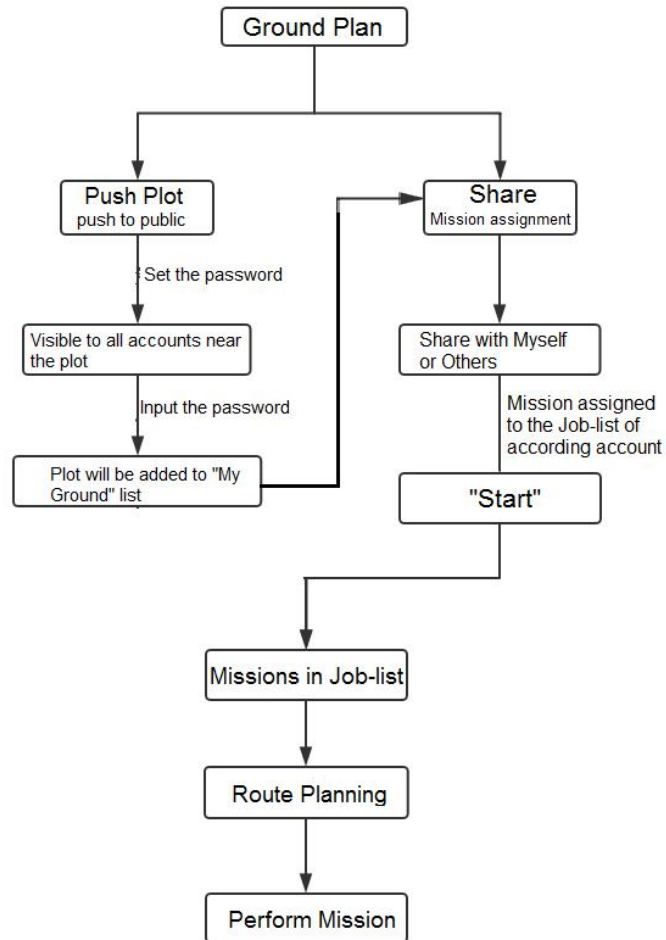 Ground Plan
Push Plot
push to public
Share
Mission assignment
Set the password
Visible to all accounts near
the plot
Share with Myself
or Others
Input the password
Mission assigned
to the Job-list of
according account
Plot will be added to "My
Ground" list
"Start"
Missions in Job-list
Route Planning
Perform Mission